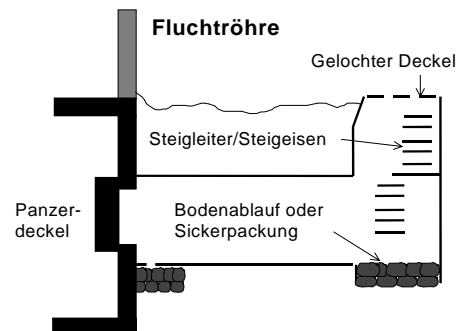 Fluchtröhre
Gelochter Deckel
Steigleiter/Steigeisen
Panzer-
deckel
Bodenablauf oder
Sickerpackung